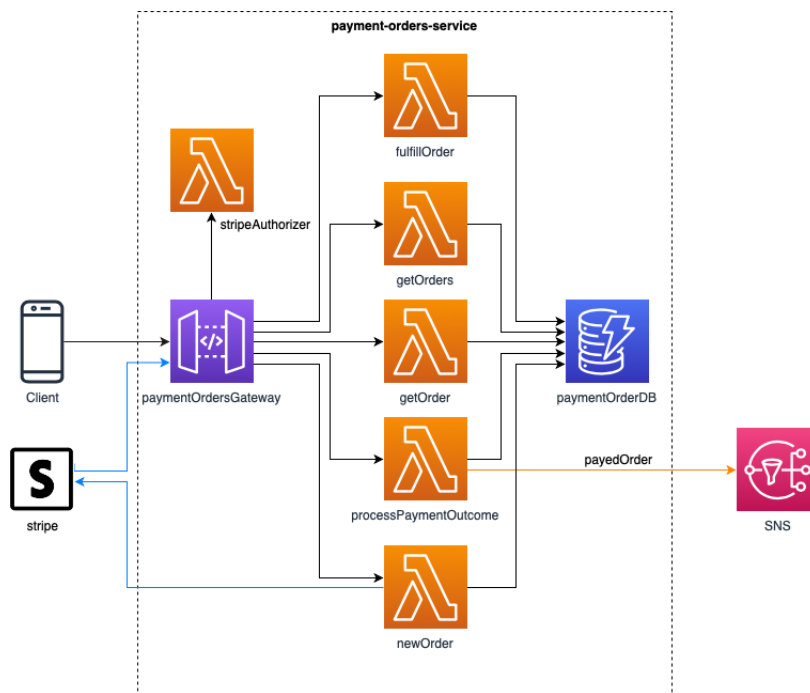 payment-orders-service
fulfillOrder
stripeAuthorizer
getOrders
Client
paymentOrdersGateway
getOrder
paymentOrderDB
payedOrder
S
stripe
processPaymentOutcome
SNS
newOrder